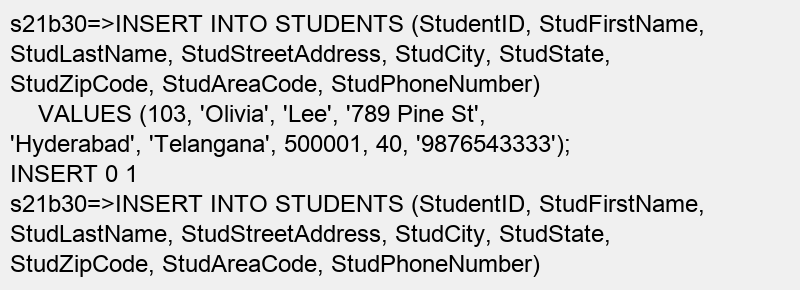 s21b30=>INSERT INTO STUDENTS (StudentID, StudFirstName,
StudLastName, StudStreetAddress, StudCity, StudState,
StudZipCode, StudAreaCode, StudPhoneNumber)
VALUES (103, 'Olivia', 'Lee', '789 Pine St',
'Hyderabad', 'Telangana', 500001, 40, '9876543333');
INSERT 0 1
s21b30=>INSERT INTO STUDENTS (StudentID, StudFirstName,
StudLastName, StudStreetAddress, StudCity, StudState,
StudZipCode, StudAreaCode, StudPhoneNumber)